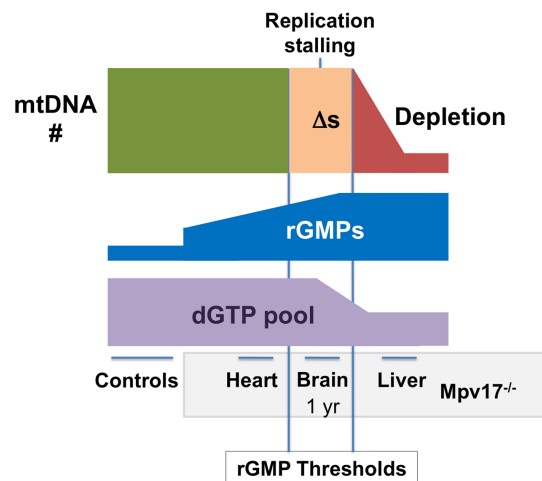 Replication
stalling
mtDNA
#
Δs
Depletion
rGMPs
dGTP pool
Controls
Heart
Brain
1 yr
Liver
Mpv17-/-
rGMP Thresholds